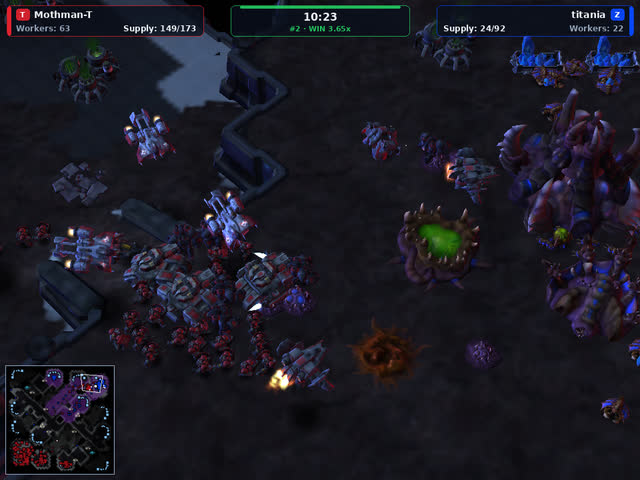 T Mothman-T
Workers: 63 Supply: 149/173
10:23
#2 · WIN 3.65x
titania Z
Supply: 24/92 Workers: 22